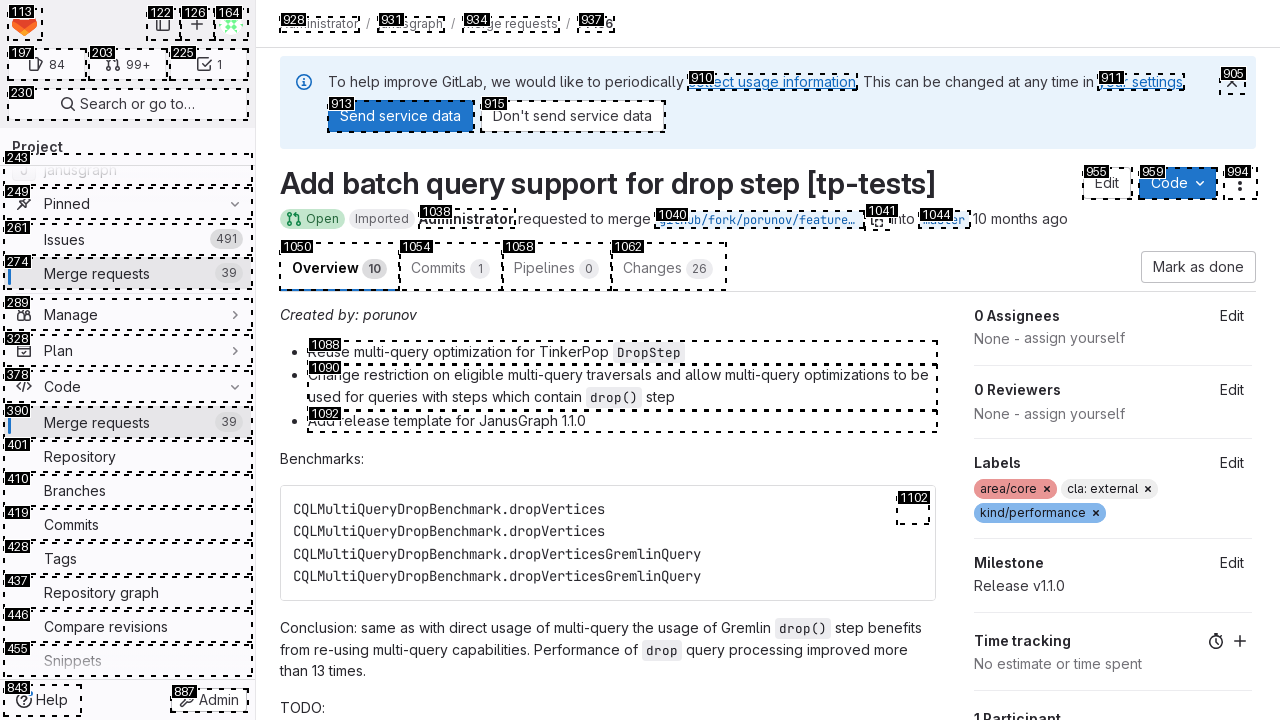 113
122
126
164
197
84
203
99+
225
1
230
Search or go to…
Project
243
janusgraph
249
Pinned
261
Issues
491
274
Merge requests
39
289
Manage
328
Plan
378
Code
390
Merge requests
39
401
Repository
410
Branches
419
Commits
428
Tags
437
Repository graph
446
Compare revisions
455
Snippets
843
Help
887
Admin
928
931
934
937
/ / /
905
To help improve GitLab, we would like to periodically 910 collect usage information. This can be changed at any time in 911 your settings.
913
Send service data
915
Don't send service data
Add batch query support for drop step [tp-tests]
955
Edit
959
Code
994
Open
Imported
1038
Administrator requested to merge 1040 github/fork/porunov/feature… 1041 into 1044 master 10 months ago
1050
Overview 10
1054
Commits 1
1058
Pipelines 0
1062
Changes 26
Mark as done
Created by: porunov
1088
Reuse multi-query optimization for TinkerPop DropStep
1090
Change restriction on eligible multi-query traversals and allow multi-query optimizations to be
used for queries with steps which contain drop() step
1092
Add release template for JanusGraph 1.1.0
Benchmarks:
1102
CQLMultiQueryDropBenchmark.dropVertices
CQLMultiQueryDropBenchmark.dropVertices
CQLMultiQueryDropBenchmark.dropVerticesGremlinQuery
CQLMultiQueryDropBenchmark.dropVerticesGremlinQuery
Conclusion: same as with direct usage of multi-query the usage of Gremlin drop() step benefits
from re-using multi-query capabilities. Performance of drop query processing improved more
than 13 times.
TODO:
0 Assignees
Edit
None - assign yourself
0 Reviewers
Edit
None - assign yourself
Labels
Edit
area/core ×
cla: external ×
kind/performance ×
Milestone
Edit
Release v1.1.0
Time tracking
No estimate or time spent
1 Participant